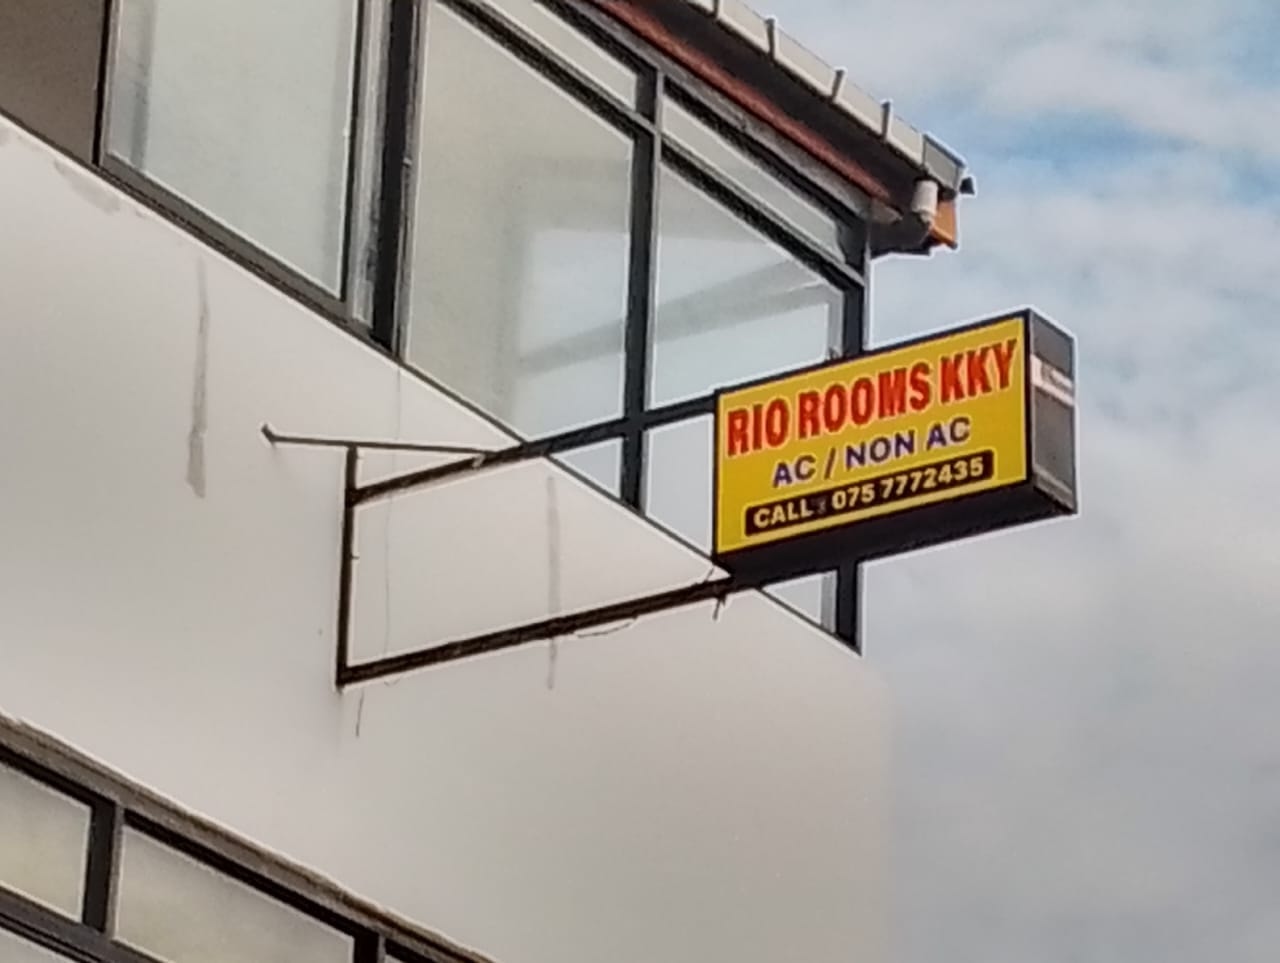 RIO ROOMS KKY
AC / NON AC
CALL : 075 7772435